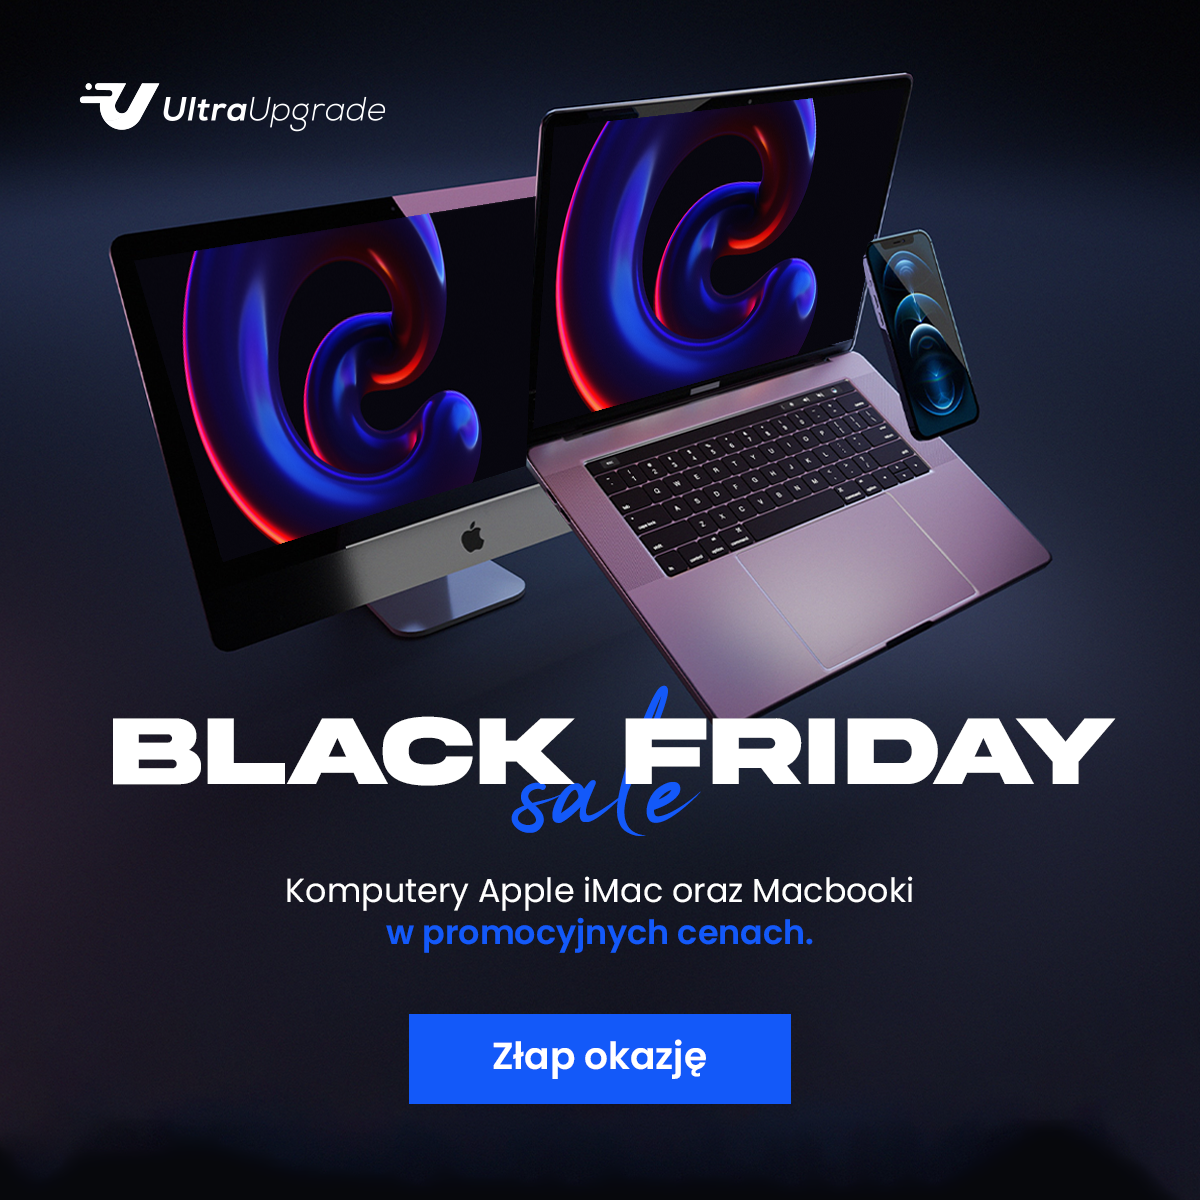 UltraUpgrade
BLACK FRIDAY
sale
Komputery Apple iMac oraz Macbooki
w promocyjnych cenach.
Złap okazję